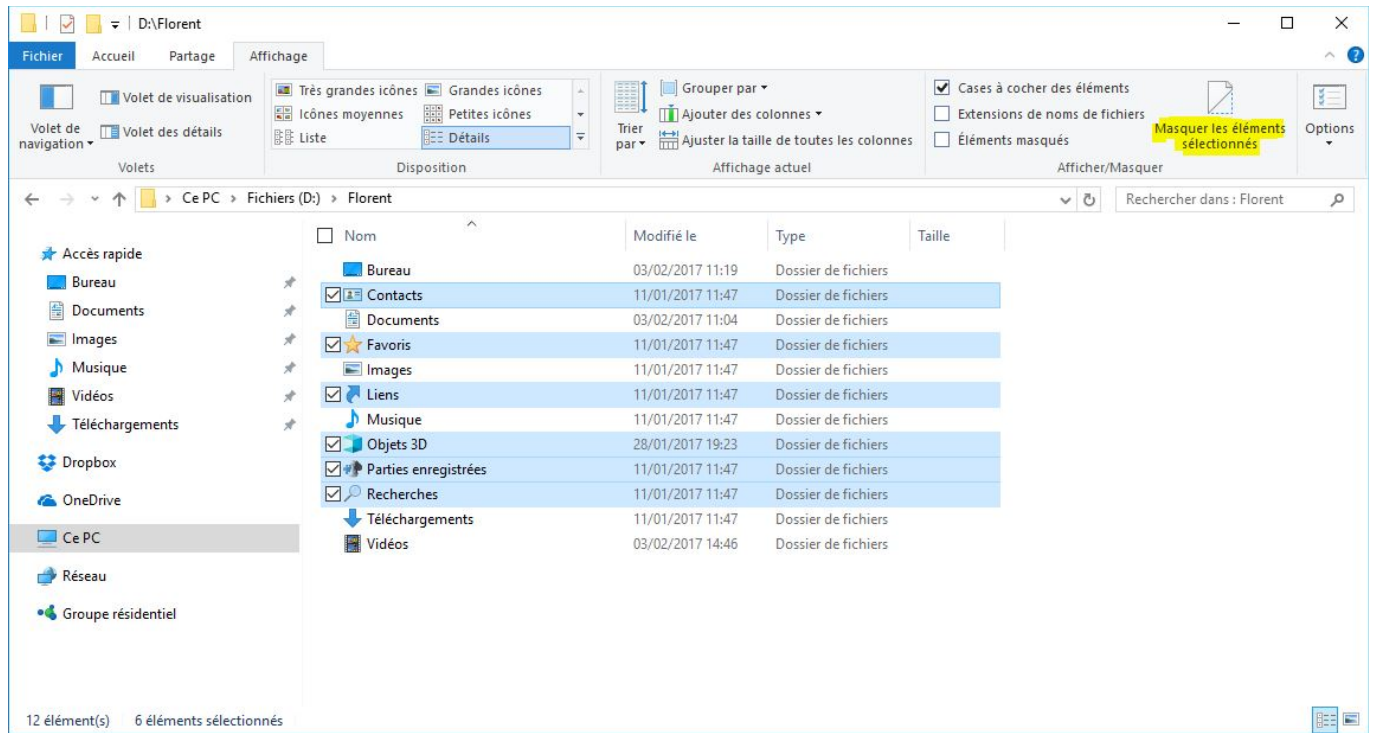 D:\Florent
Fichier Accueil Partage Affichage
Volet de navigation
Volet de visualisation
Volet des détails
Volets
Très grandes icônes Grandes icônes
Icônes moyennes Petites icônes
Liste Détails
Disposition
Trier par
Grouper par
Ajouter des colonnes
Ajuster la taille de toutes les colonnes
Affichage actuel
Cases à cocher des éléments
Extensions de noms de fichiers
Éléments masqués
Masquer les éléments
sélectionnés
Afficher/Masquer
Options
Ce PC > Fichiers (D:) > Florent
Rechercher dans : Florent
Accès rapide
Bureau
Documents
Images
Musique
Vidéos
Téléchargements
Dropbox
OneDrive
Ce PC
Réseau
Groupe résidentiel
Nom Modifié le Type Taille
Bureau 03/02/2017 11:19 Dossier de fichiers
Contacts 11/01/2017 11:47 Dossier de fichiers
Documents 03/02/2017 11:04 Dossier de fichiers
Favoris 11/01/2017 11:47 Dossier de fichiers
Images 11/01/2017 11:47 Dossier de fichiers
Liens 11/01/2017 11:47 Dossier de fichiers
Musique 11/01/2017 11:47 Dossier de fichiers
Objets 3D 28/01/2017 19:23 Dossier de fichiers
Parties enregistrées 11/01/2017 11:47 Dossier de fichiers
Recherches 11/01/2017 11:47 Dossier de fichiers
Téléchargements 11/01/2017 11:47 Dossier de fichiers
Vidéos 03/02/2017 14:46 Dossier de fichiers
12 élément(s) 6 éléments sélectionnés